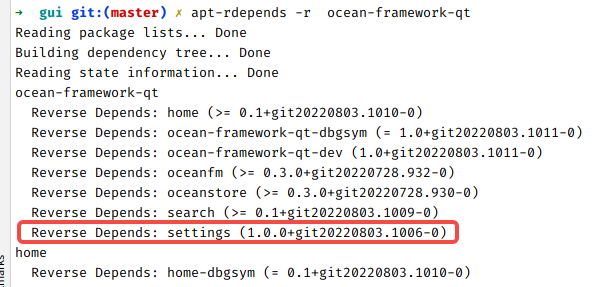 → gui git:(master) ✗ apt-rdepends -r ocean-framework-qt
Reading package lists... Done
Building dependency tree... Done
Reading state information... Done
ocean-framework-qt
  Reverse Depends: home (>= 0.1+git20220803.1010-0)
  Reverse Depends: ocean-framework-qt-dbgsym (= 1.0+git20220803.1011-0)
  Reverse Depends: ocean-framework-qt-dev (1.0+git20220803.1011-0)
  Reverse Depends: oceanfm (>= 0.3.0+git20220728.932-0)
  Reverse Depends: oceanstore (>= 0.3.0+git20220728.930-0)
  Reverse Depends: search (>= 0.1+git20220803.1009-0)
  Reverse Depends: settings (1.0.0+git20220803.1006-0)
home
  Reverse Depends: home-dbgsym (= 0.1+git20220803.1010-0)